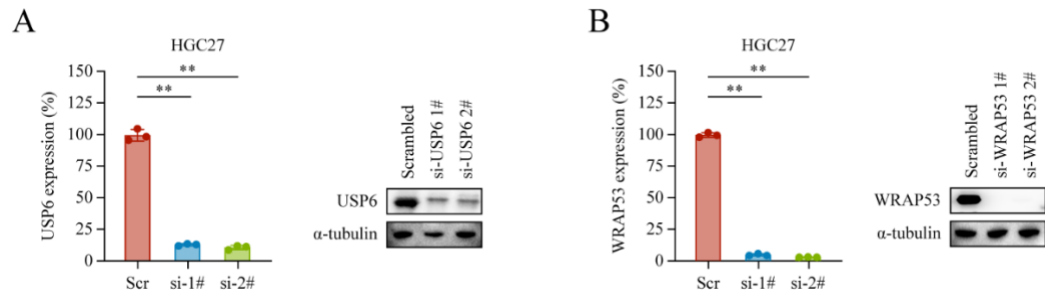 A
HGC27
**
**
USP6 expression (%)
150
125
100
75
50
25
0
Scr si-1# si-2#
Scrambled
si-USP6 1#
si-USP6 2#
USP6
α-tubulin
B
HGC27
**
**
WRAP53 expression (%)
150
125
100
75
50
25
0
Scr si-1# si-2#
Scrambled
si-WRAP53 1#
si-WRAP53 2#
WRAP53
α-tubulin